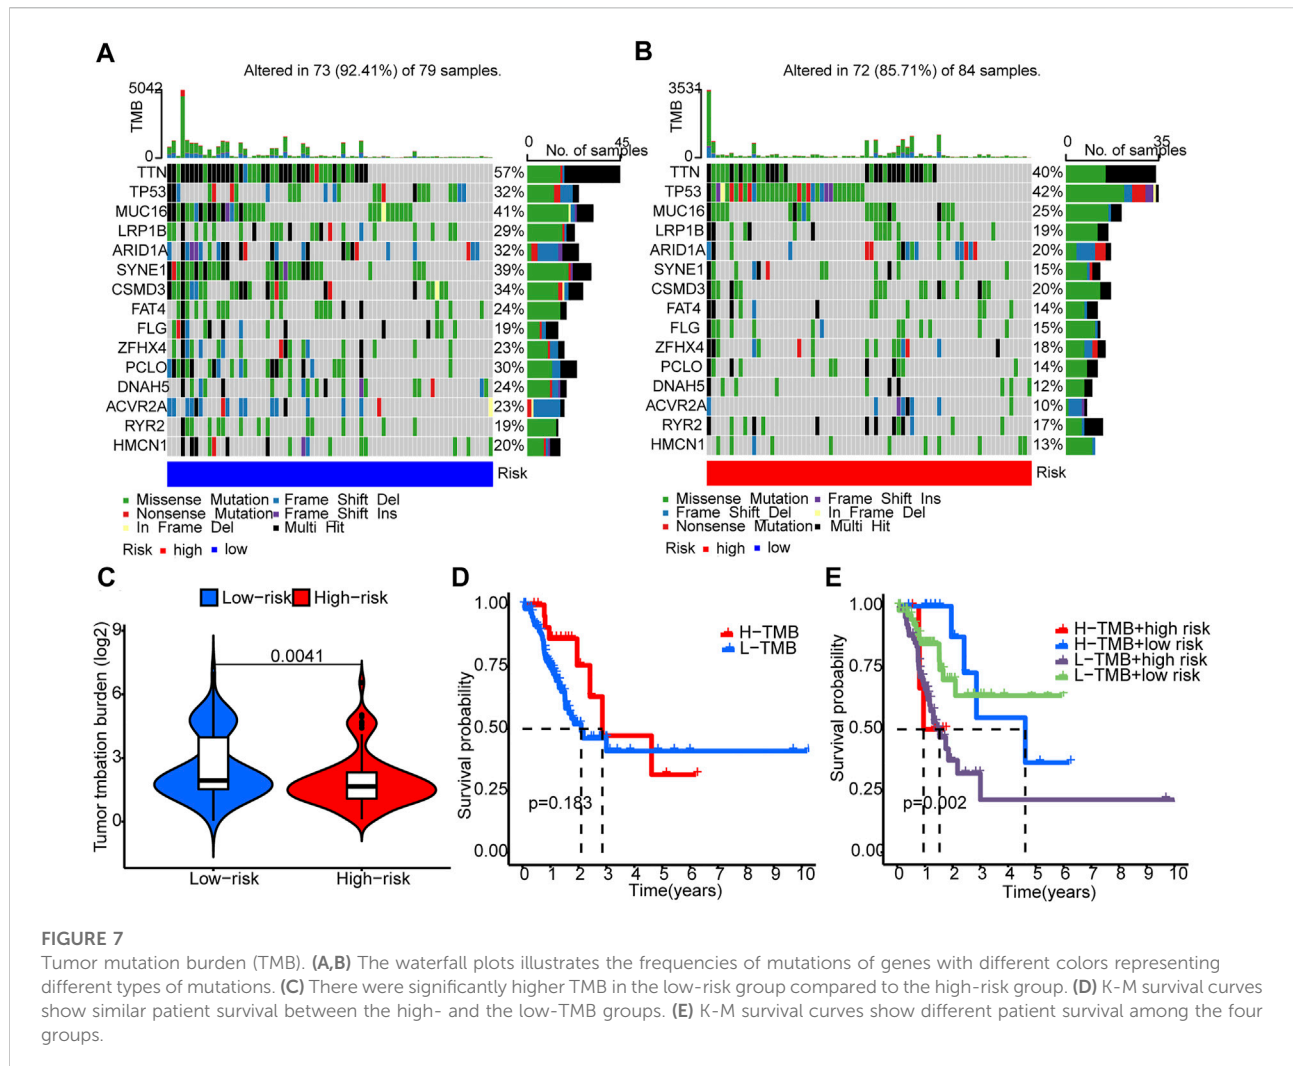 A
Altered in 73 (92.41%) of 79 samples.
5042
TMB
0
0
45
No. of samples
TTN 57%
TP53 32%
MUC16 41%
LRP1B 29%
ARID1A 32%
SYNE1 39%
CSMD3 34%
FAT4 24%
FLG 19%
ZFHX4 23%
PCLO 30%
DNAH5 24%
ACVR2A 23%
RYR2 19%
HMCN1 20%
Risk
Missense Mutation Frame Shift Del
Nonsense Mutation Frame Shift Ins
In Frame Del Multi Hit
Risk high low
B
Altered in 72 (85.71%) of 84 samples.
3531
TMB
0
0
35
No. of samples
TTN 40%
TP53 42%
MUC16 25%
LRP1B 19%
ARID1A 20%
SYNE1 15%
CSMD3 20%
FAT4 14%
FLG 15%
ZFHX4 18%
PCLO 14%
DNAH5 12%
ACVR2A 10%
RYR2 17%
HMCN1 13%
Risk
Missense Mutation Frame Shift Ins
Frame Shift Del In Frame Del
Nonsense Mutation Multi Hit
Risk high low
C
Low-risk High-risk
Tumor tmbation burden (log2)
9
6
3
0
0.0041
Low-risk High-risk
D
H-TMB
L-TMB
Survival probability
1.00
0.75
0.50
0.25
0.00
p=0.183
0 1 2 3 4 5 6 7 8 9 10
Time(years)
E
H-TMB+high risk
H-TMB+low risk
L-TMB+high risk
L-TMB+low risk
Survival probability
1.00
0.75
0.50
0.25
0.00
p=0.002
0 1 2 3 4 5 6 7 8 9 10
Time(years)
FIGURE 7
Tumor mutation burden (TMB). (A,B) The waterfall plots illustrates the frequencies of mutations of genes with different colors representing
different types of mutations. (C) There were significantly higher TMB in the low-risk group compared to the high-risk group. (D) K-M survival curves
show similar patient survival between the high- and the low-TMB groups. (E) K-M survival curves show different patient survival among the four
groups.